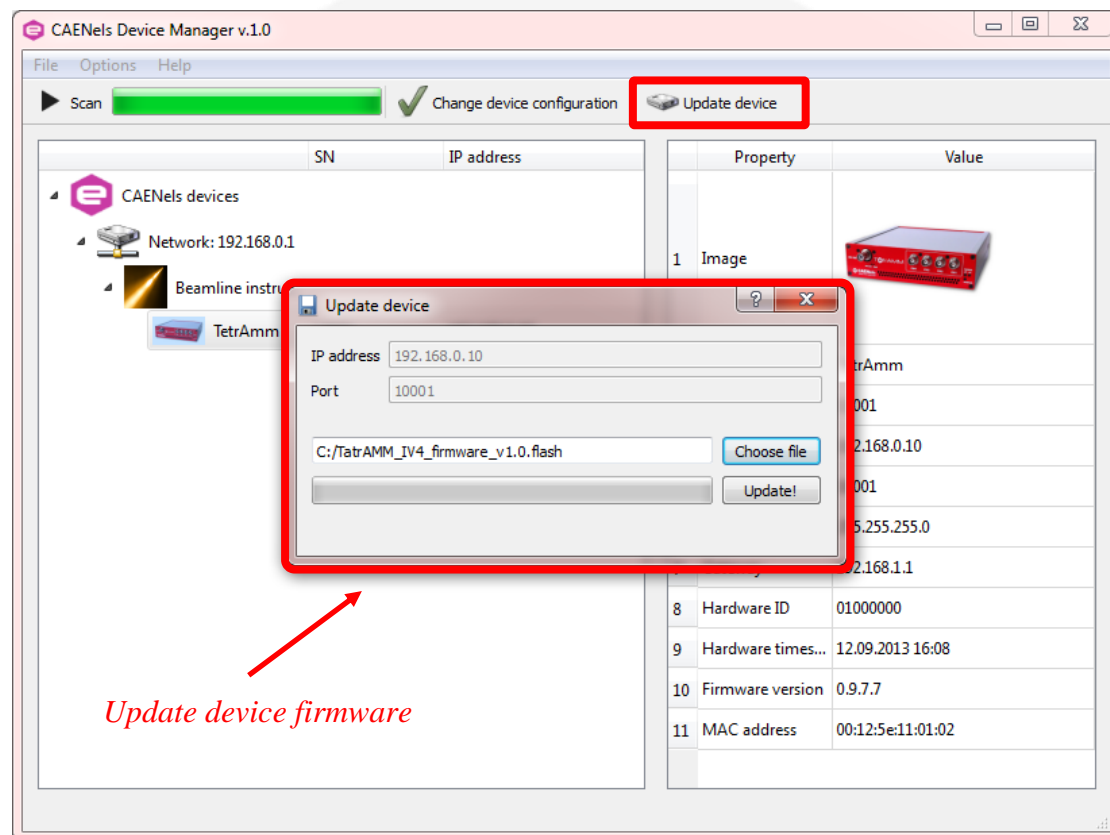 CAENels Device Manager v.1.0
File Options Help
Scan Change device configuration Update device
SN IP address
Property Value
CAENels devices
Network: 192.168.0.1
1 Image
Beamline instru
Update device
TetrAmm
IP address 192.168.0.10
trAmm
Port 10001
001
C:/TatrAMM_IV4_firmware_v1.0.flash Choose file
2.168.0.10
Update!
001
5.255.255.0
92.168.1.1
8 Hardware ID 01000000
9 Hardware times... 12.09.2013 16:08
10 Firmware version 0.9.7.7
11 MAC address 00:12:5e:11:01:02
Update device firmware